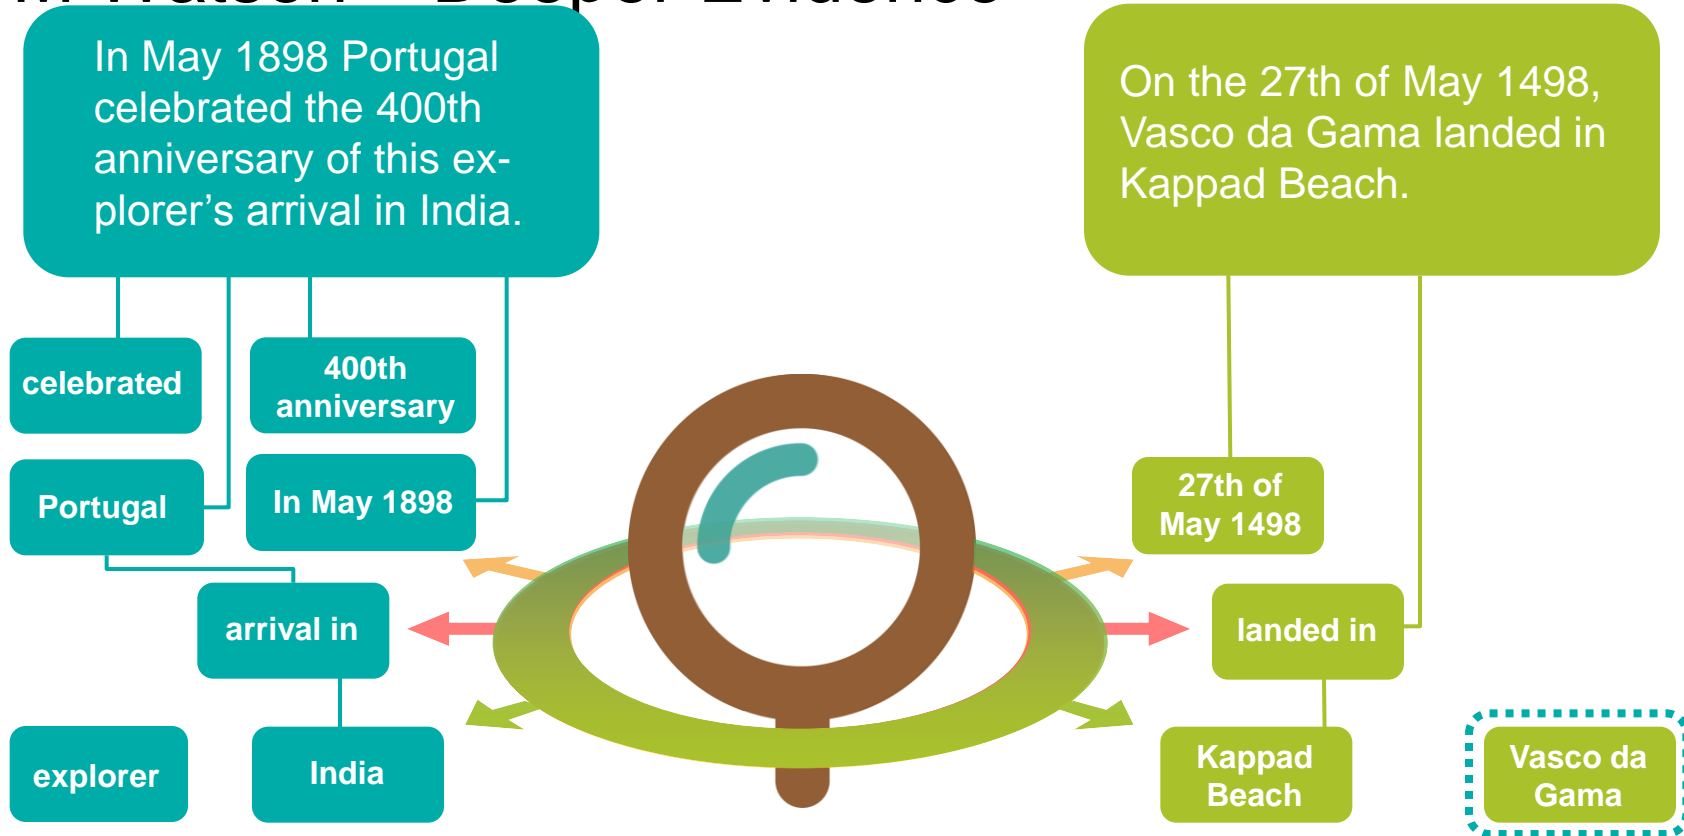 In May 1898 Portugal
celebrated the 400th
anniversary of this ex-
plorer’s arrival in India.
On the 27th of May 1498,
Vasco da Gama landed in
Kappad Beach.
celebrated
400th
anniversary
Portugal
In May 1898
arrival in
explorer
India
27th of
May 1498
landed in
Kappad
Beach
Vasco da
Gama